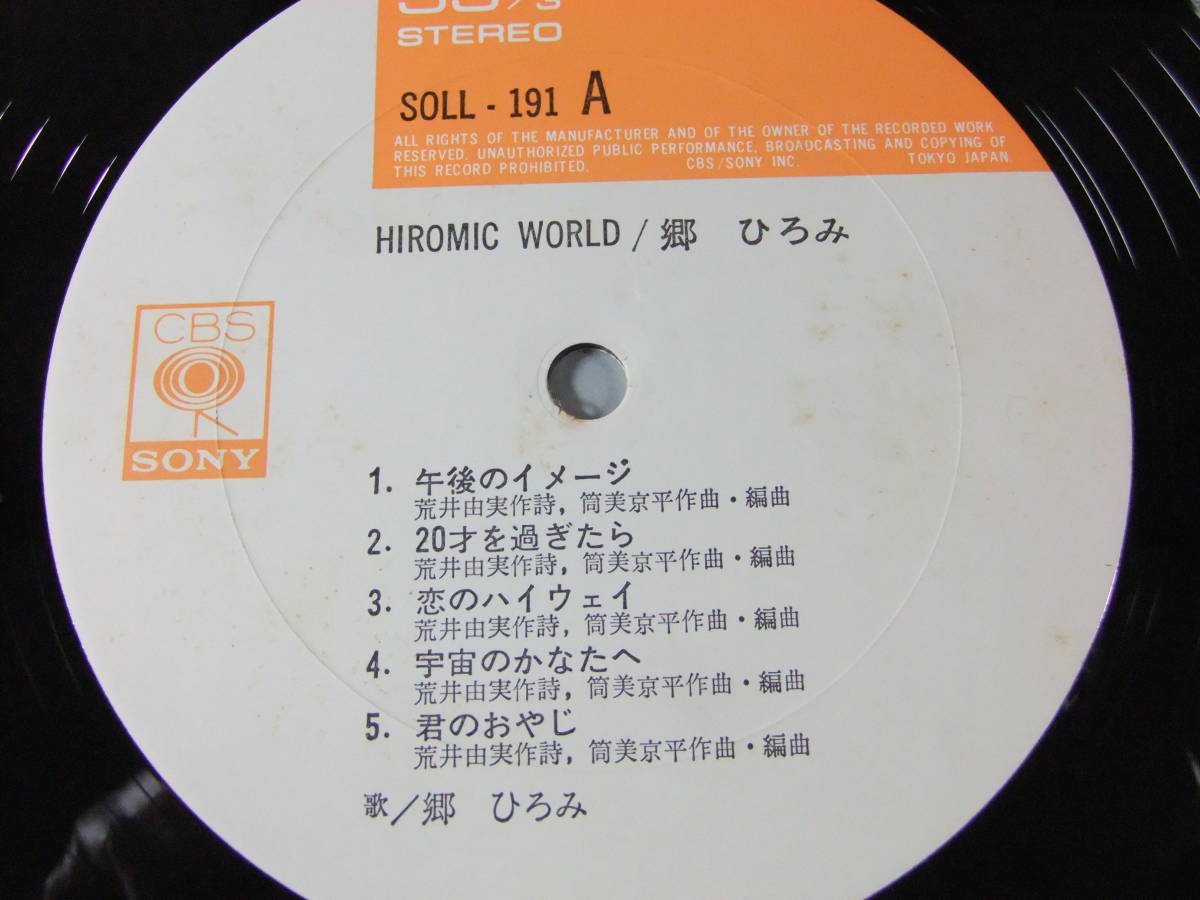 STEREO
SOLL - 191 A
ALL RIGHTS OF THE MANUFACTURER AND OF THE OWNER OF THE RECORDED WORK
RESERVED. UNAUTHORIZED PUBLIC PERFORMANCE, BROADCASTING AND COPYING OF
THIS RECORD PROHIBITED. CBS/SONY INC. TOKYO JAPAN.
HIROMIC WORLD / 郷 ひろみ
CBS
SONY
1. 午後のイメージ
荒井由実作詩, 筒美京平作曲・編曲
2. 20才を過ぎたら
荒井由実作詩, 筒美京平作曲・編曲
3. 恋のハイウェイ
荒井由実作詩, 筒美京平作曲・編曲
4. 宇宙のかなたへ
荒井由実作詩, 筒美京平作曲・編曲
5. 君のおやじ
荒井由実作詩, 筒美京平作曲・編曲
歌/郷 ひろみ